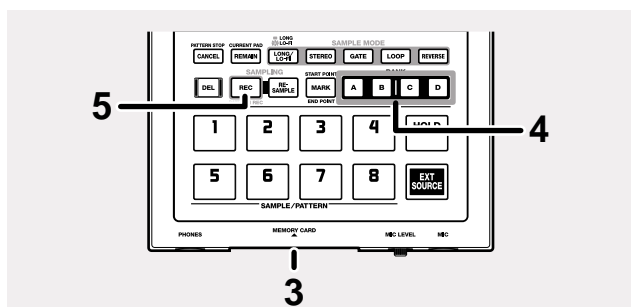 LONG
LO-FI
PATTERN STOP CURRENT PAD SAMPLE MODE
CANCEL REMAIN LONG/LO-FI STEREO GATE LOOP REVERSE
SAMPLING START POINT BANK
DEL REC RE-SAMPLE MARK A B C D
5 REC END POINT 4
1 2 3 4 HOLD
5 6 7 8 EXT SOURCE
SAMPLE/PATTERN
PHONES MEMORY CARD MIC LEVEL MIC
3